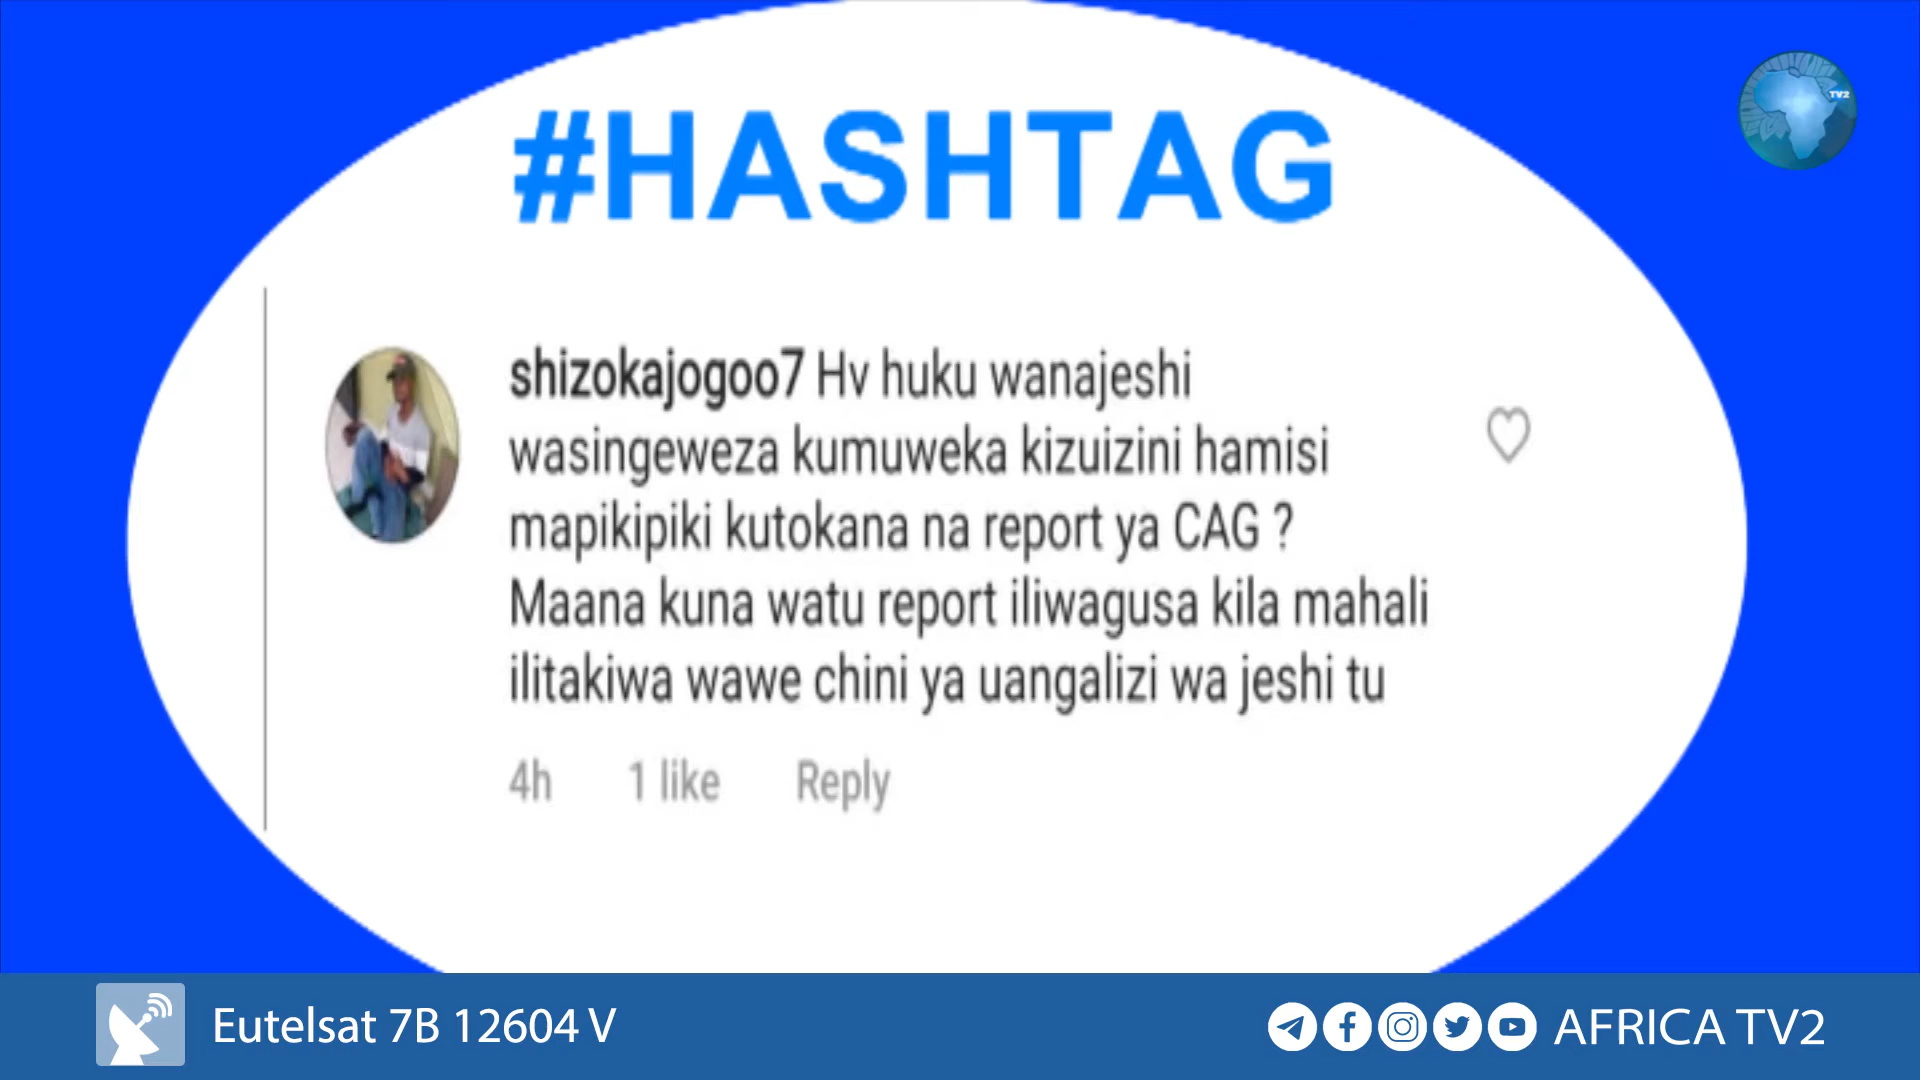 TV2
#HASHTAG
shizokajogoo7 Hv huku wanajeshi
wasingeweza kumuweka kizuizini hamisi
mapikipiki kutokana na report ya CAG ?
Maana kuna watu report iliwagusa kila mahali
ilitakiwa wawe chini ya uangalizi wa jeshi tu
4h 1 like Reply
Eutelsat 7B 12604 V
AFRICA TV2